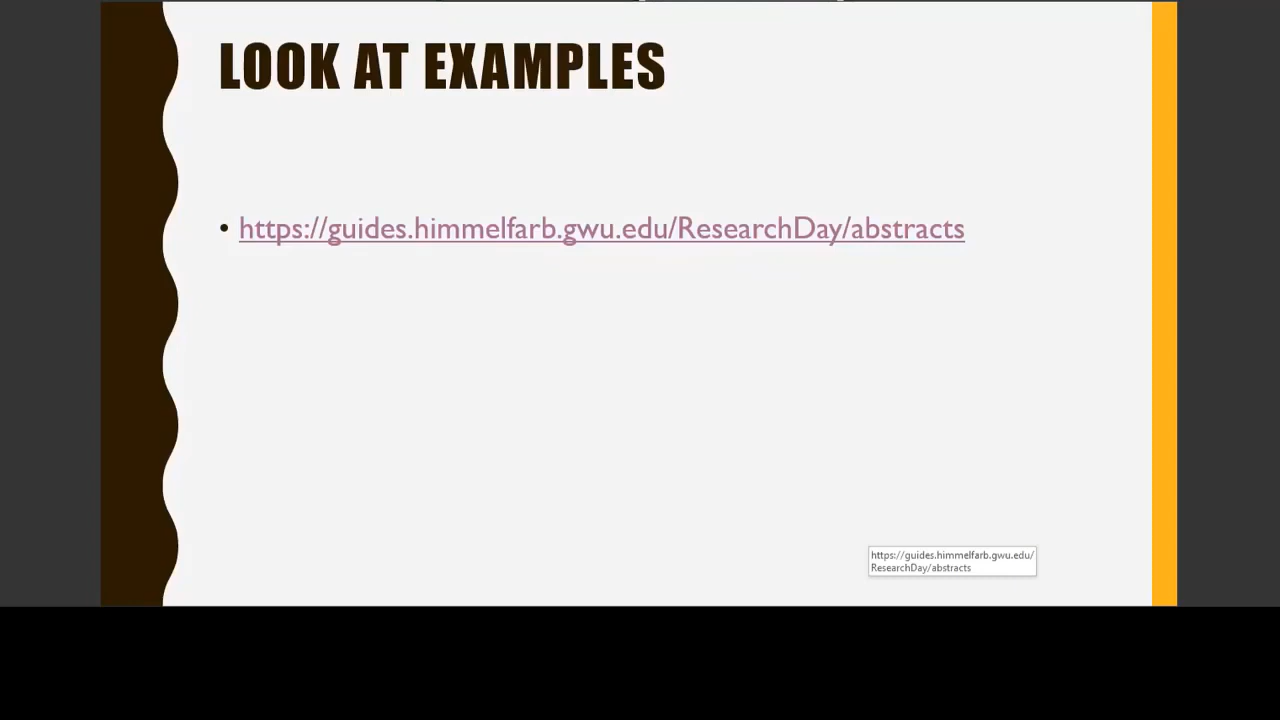 LOOK AT EXAMPLES
• https://guides.himmelfarb.gwu.edu/ResearchDay/abstracts
https://guides.himmelfarb.gwu.edu/
ResearchDay/abstracts